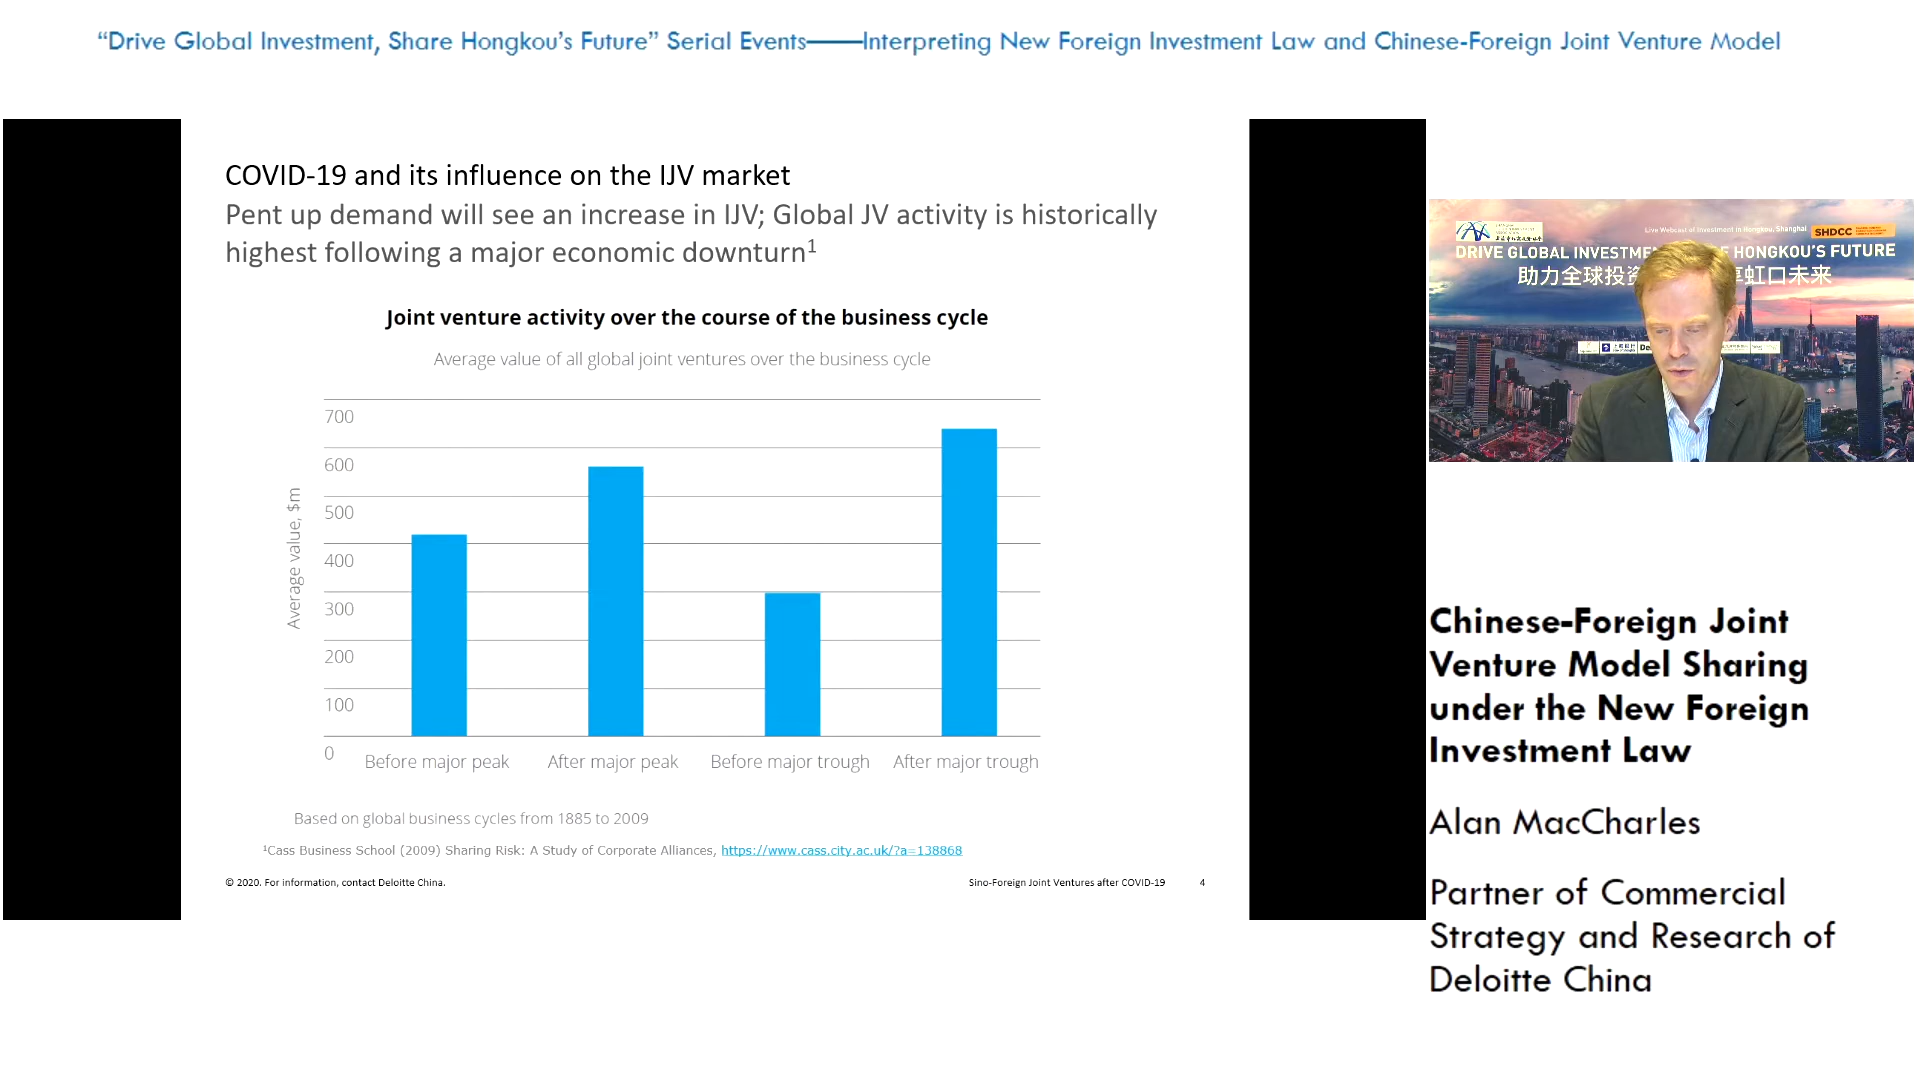 “Drive Global Investment, Share Hongkou’s Future” Serial Events——Interpreting New Foreign Investment Law and Chinese-Foreign Joint Venture Model
COVID-19 and its influence on the IJV market
Pent up demand will see an increase in IJV; Global JV activity is historically
highest following a major economic downturn¹
Joint venture activity over the course of the business cycle
Average value of all global joint ventures over the business cycle
Average value, $m
700
600
500
400
300
200
100
0
Before major peak
After major peak
Before major trough
After major trough
Based on global business cycles from 1885 to 2009
¹Cass Business School (2009) Sharing Risk: A Study of Corporate Alliances, https://www.cass.city.ac.uk/?a=138868
© 2020. For information, contact Deloitte China.
Sino-Foreign Joint Ventures after COVID-19
4
Live Webcast of Investment in Hongkou, Shanghai
SHDCC
DRIVE GLOBAL INVESTME
HONGKOU’S FUTURE
助力全球投资
虹口未来
Chinese-Foreign Joint
Venture Model Sharing
under the New Foreign
Investment Law
Alan MacCharles
Partner of Commercial
Strategy and Research of
Deloitte China